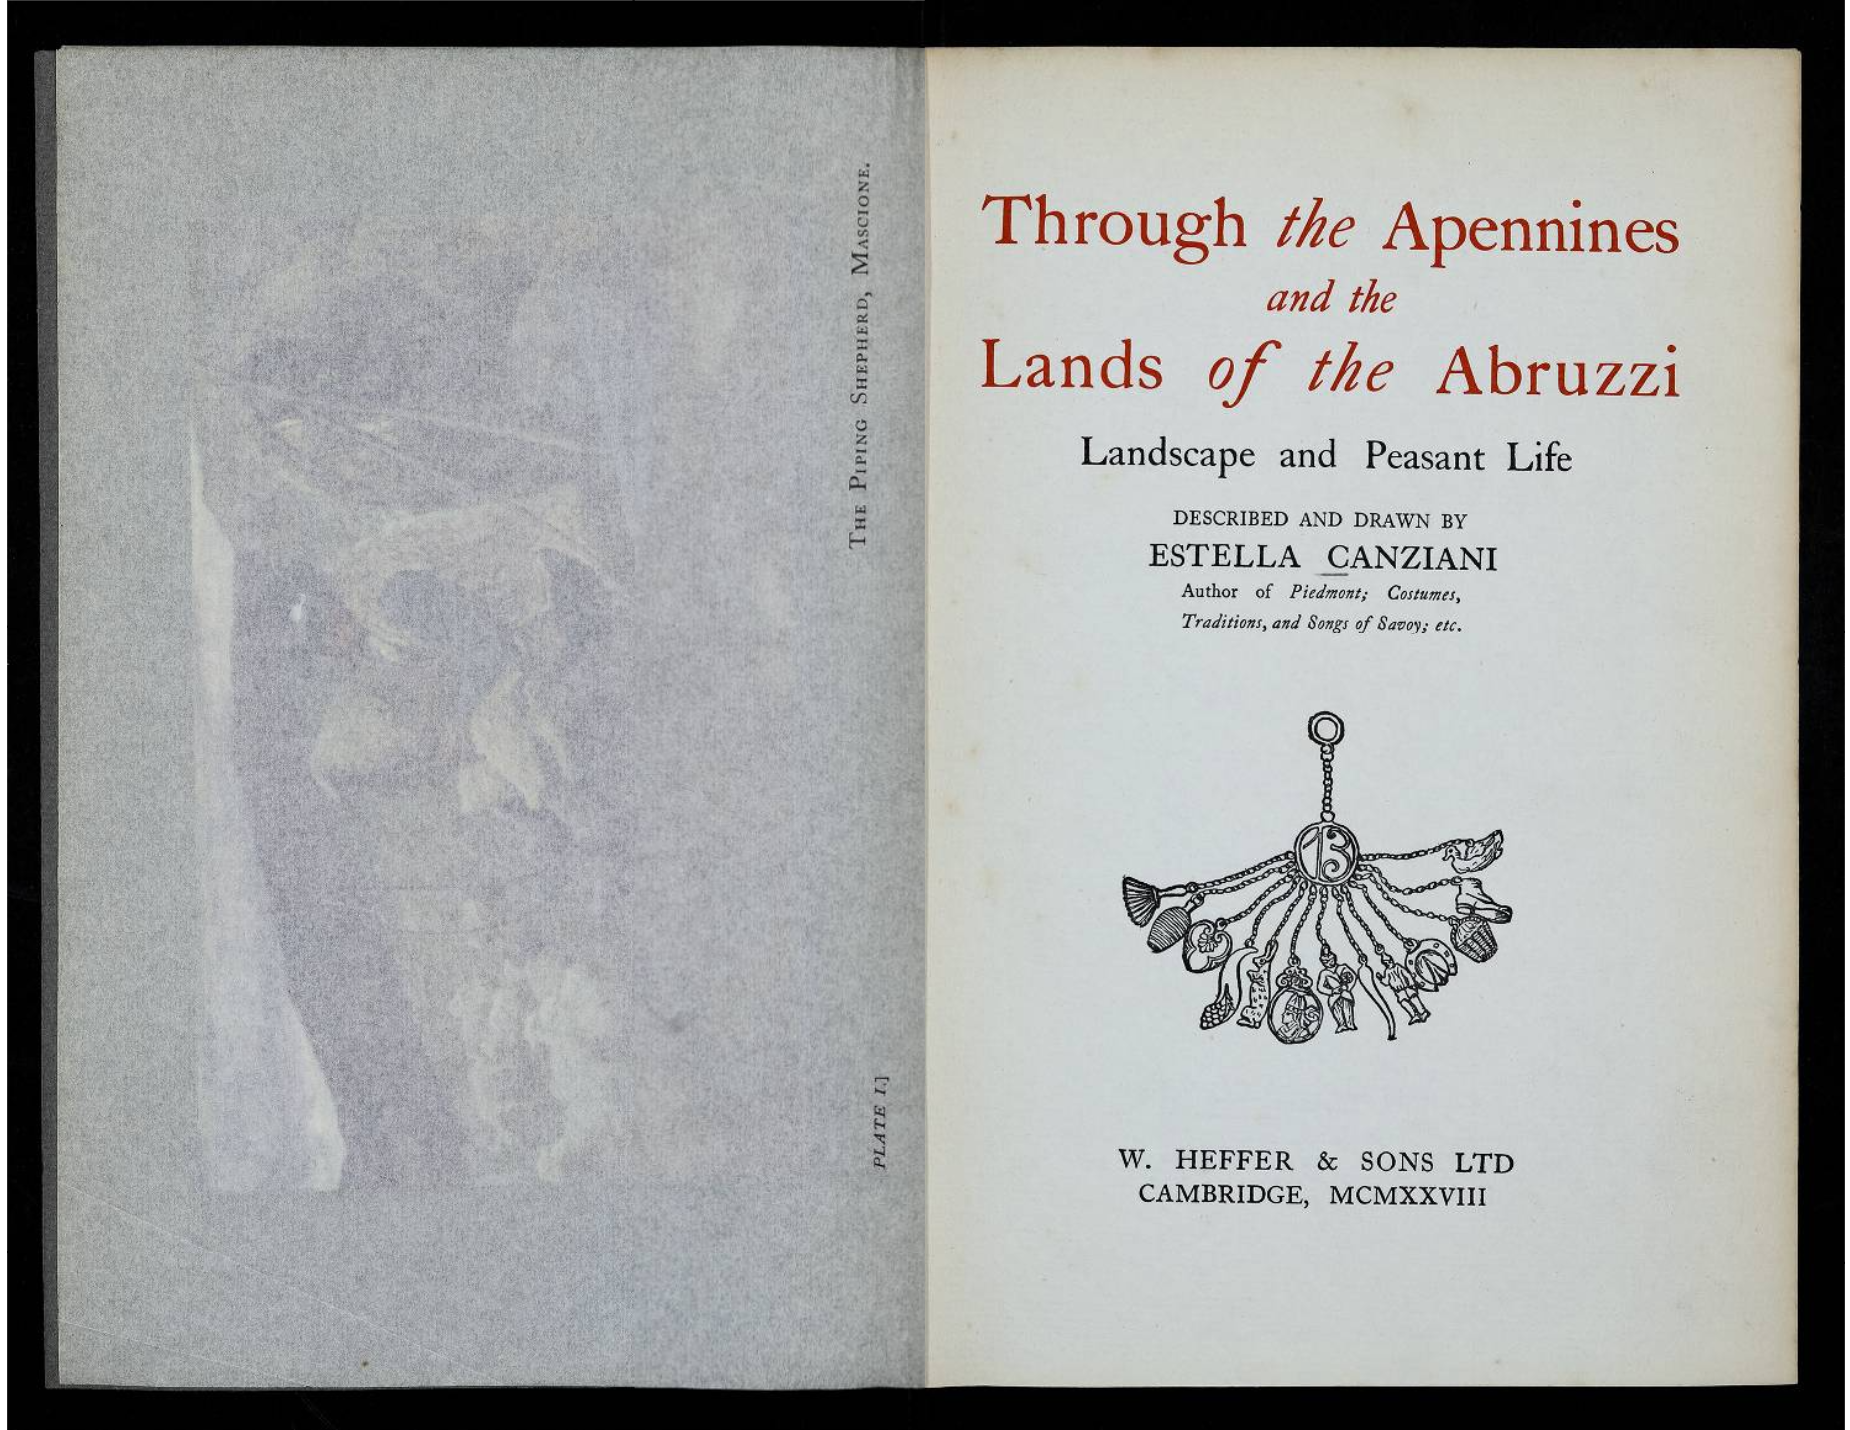 The Piping Shepherd, Mascione.
PLATE I.]
Through the Apennines
and the
Lands of the Abruzzi
Landscape and Peasant Life
DESCRIBED AND DRAWN BY
ESTELLA CANZIANI
Author of Piedmont; Costumes,
Traditions, and Songs of Savoy; etc.
13
W. HEFFER & SONS LTD
CAMBRIDGE, MCMXXVIII